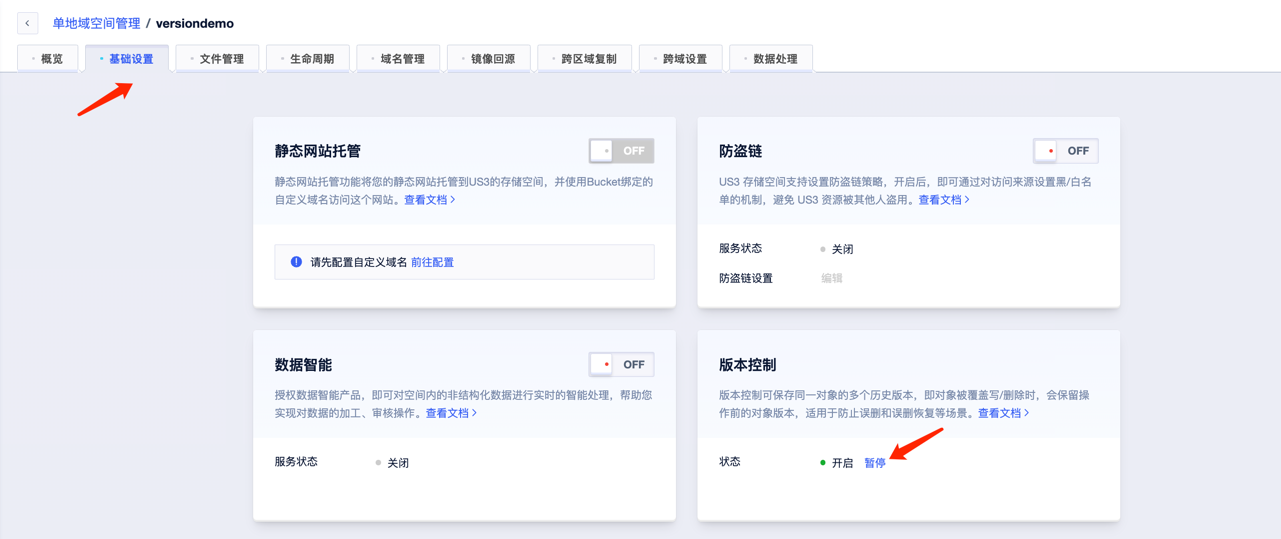 单地域空间管理 / versiondemo
概览
基础设置
文件管理
生命周期
域名管理
镜像回源
跨区域复制
跨域设置
数据处理
静态网站托管
OFF
静态网站托管功能将您的静态网站托管到US3的存储空间，并使用Bucket绑定的
自定义域名访问这个网站。查看文档
请先配置自定义域名 前往配置
防盗链
OFF
US3 存储空间支持设置防盗链策略，开启后，即可通过对访问来源设置黑/白名
单的机制，避免 US3 资源被其他人盗用。查看文档
服务状态 关闭
防盗链设置 编辑
数据智能
OFF
授权数据智能产品，即可对空间内的非结构化数据进行实时的智能处理，帮助您
实现对数据的加工、审核操作。查看文档
服务状态 关闭
版本控制
版本控制可保存同一对象的多个历史版本，即对象被覆盖写/删除时，会保留操
作前的对象版本，适用于防止误删和误删恢复等场景。查看文档
状态 开启 暂停